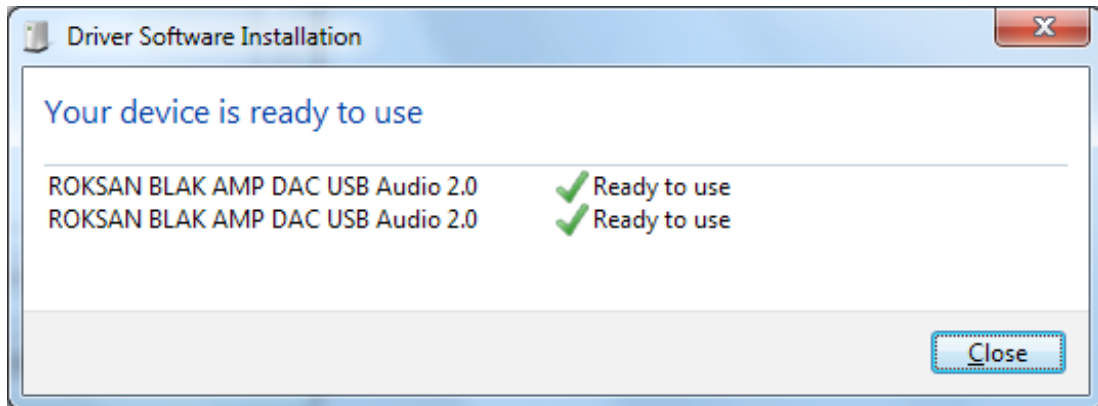 Driver Software Installation
Your device is ready to use
ROKSAN BLAK AMP DAC USB Audio 2.0 Ready to use
ROKSAN BLAK AMP DAC USB Audio 2.0 Ready to use
Close